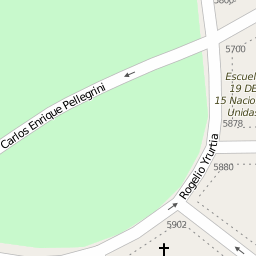 5800
5700
Carlos Enrique Pellegrini
Escuel
19 DE
15 Nacio
Unidas
5878
5880
Rogelio Yrurtia
5902